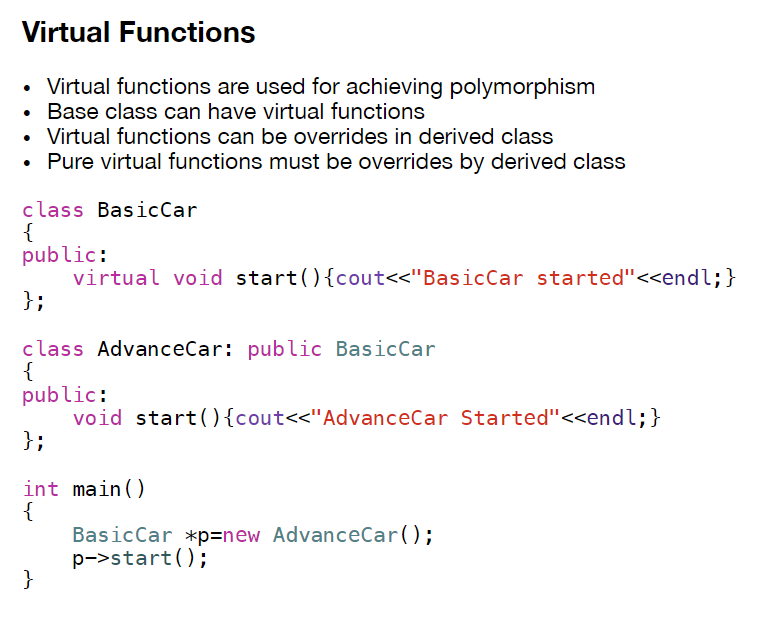 Virtual Functions
• Virtual functions are used for achieving polymorphism
• Base class can have virtual functions
• Virtual functions can be overrides in derived class
• Pure virtual functions must be overrides by derived class
class BasicCar
{
public:
    virtual void start(){cout<<"BasicCar started"<<endl;}
};
class AdvanceCar: public BasicCar
{
public:
    void start(){cout<<"AdvanceCar Started"<<endl;}
};
int main()
{
    BasicCar *p=new AdvanceCar();
    p->start();
}